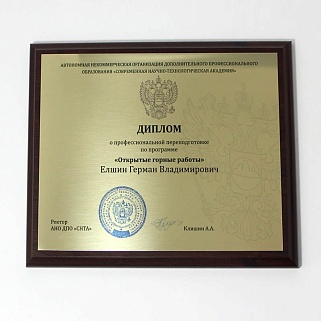 АВТОНОМНАЯ НЕКОММЕРЧЕСКАЯ ОРГАНИЗАЦИЯ ДОПОЛНИТЕЛЬНОГО ПРОФЕССИОНАЛЬНОГО
ОБРАЗОВАНИЯ «СОВРЕМЕННАЯ НАУЧНО-ТЕХНОЛОГИЧЕСКАЯ АКАДЕМИЯ»
ДИПЛОМ
о профессиональной переподготовке
по программе
«Открытые горные работы»
Елшин Герман Владимирович
Ректор
АНО ДПО «СНТА»
Клишин А.А.